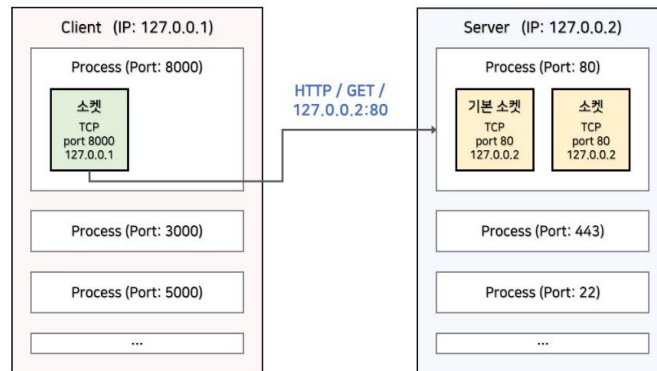 Client (IP: 127.0.0.1)
Process (Port: 8000)
소켓
TCP
port 8000
127.0.0.1
Process (Port: 3000)
Process (Port: 5000)
...
HTTP / GET /
127.0.0.2:80
Server (IP: 127.0.0.2)
Process (Port: 80)
기본 소켓
TCP
port 80
127.0.0.2
소켓
TCP
port 80
127.0.0.2
Process (Port: 443)
Process (Port: 22)
...